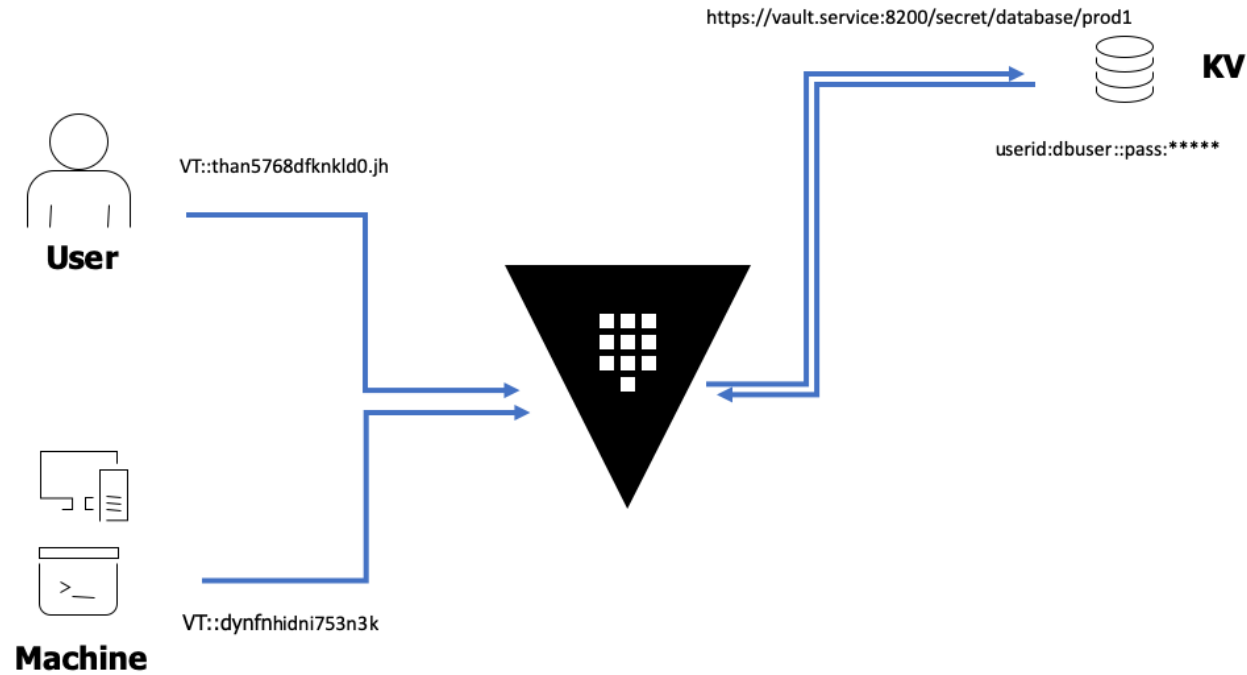 https://vault.service:8200/secret/database/prod1
KV
VT::than5768dfknkld0.jh
userid:dbuser::pass:*****
User
>_
VT::dynfnhidni753n3k
Machine